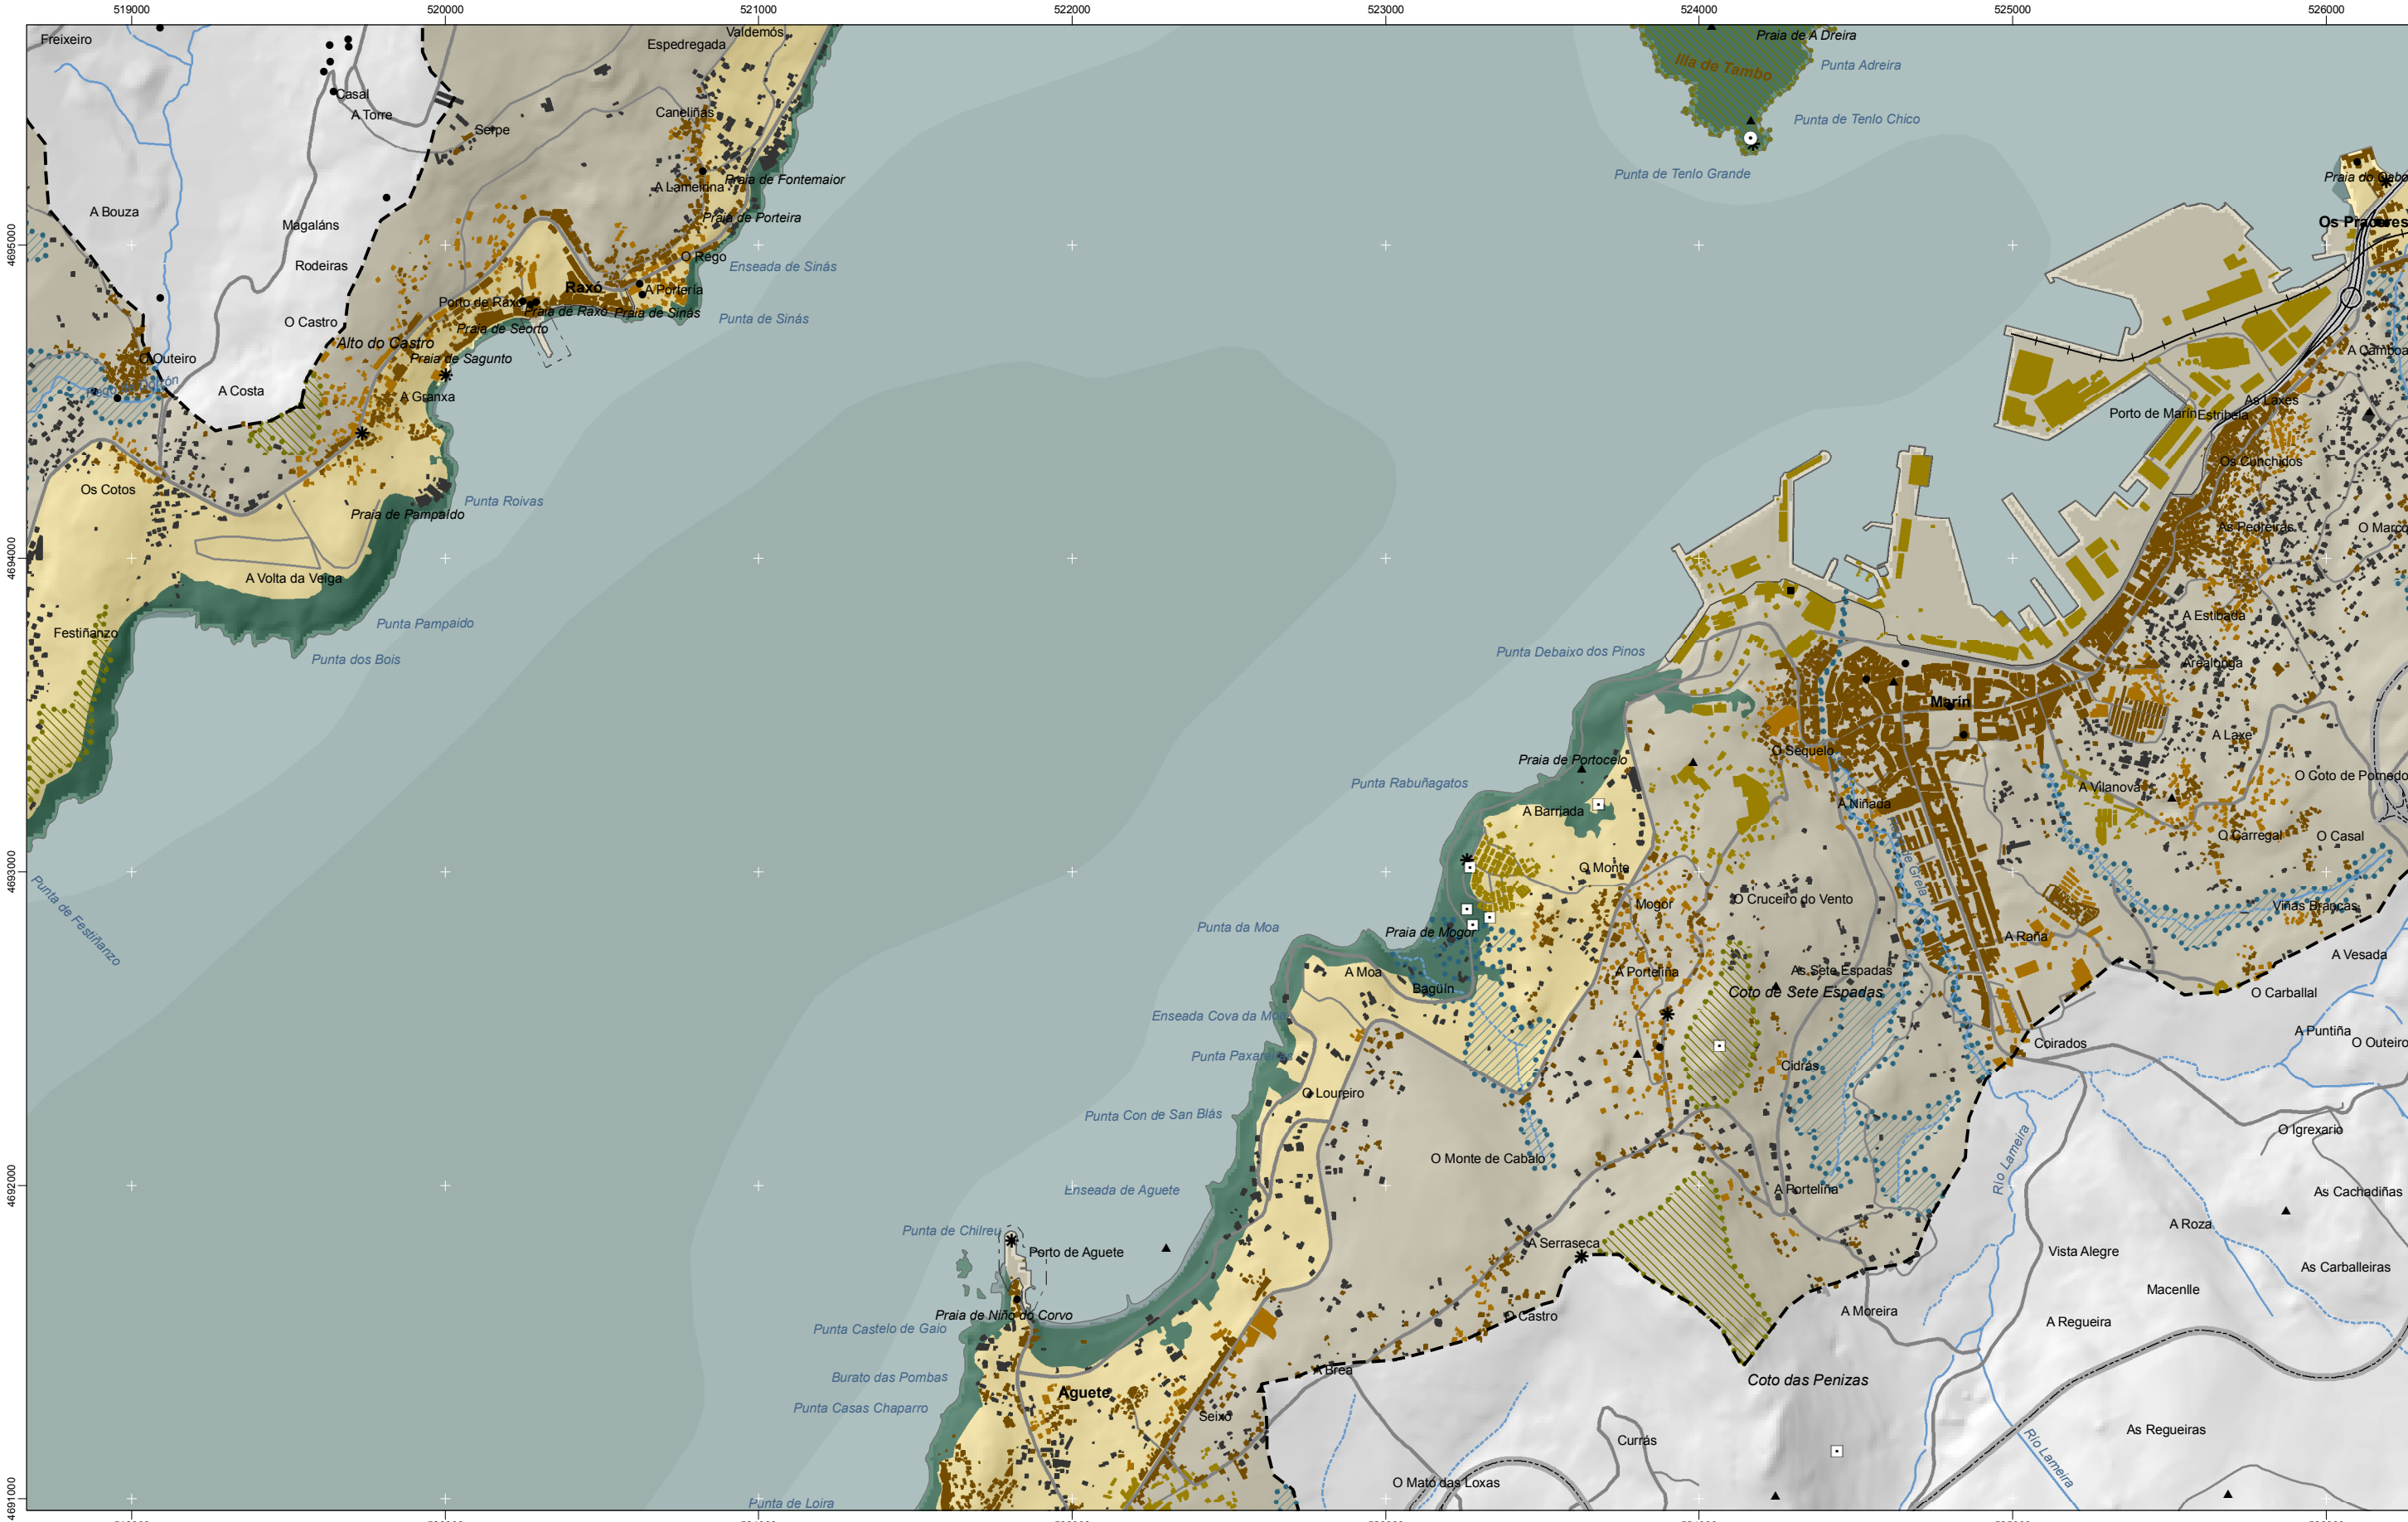 519000 520000 521000 522000 523000 524000 525000 526000
Freixeiro
Valdemós
Espedregada
Praia de A Dreira
Illa de Tambo
Punta Adreira
Casal
A Torre
Serpe
Caneliñas
Punta de Tenlo Chico
Punta de Tenlo Grande
Praia de Fontemaior
A Lameiriña
A Bouza
Magaláns
Praia de Porteira
Os Praceres
4695000
Rodeiras
O Rego
Enseada de Sinás
Raxó
A Portería
Porto de Raxó
Praia de Raxó
Praia de Sinás
Punta de Sinás
O Castro
Praia de Seorto
Alto do Castro
O Outeiro
Praia de Sagunto
A Costa
A Granxa
A Camboa
As Laxes
Porto de Marín
Estribela
Os Cunchidos
Os Cotos
Punta Roivas
Praia de Pampaido
As Pedreiras
4694000
A Volta da Veiga
Punta Pampaido
A Estibada
Festiñanzo
Punta dos Bois
Punta Debaixo dos Pinos
Arealonga
Marín
A Laxe
O Sequelo
Praia de Portocelo
Punta Rabuñagatos
A Barriada
A Vilanova
A Niñada
O Carregal
O Casal
4693000
O Monte
Punta de Festiñanzo
Mogor
O Cruceiro do Vento
Viñas Brancas
Punta da Moa
Praia de Mogor
A Raña
A Vesada
A Moa
A Porteliña
As Sete Espadas
Bagüín
Coto de Sete Espadas
O Carballal
Enseada Cova da Moa
A Puntiña
Coirados
O Outeiro
Cidrás
O Loureiro
Punta Con de San Blás
O Igrexario
O Monte de Cabalo
Río Lameira
4692000
Enseada de Aguete
A Porteliña
As Cachadiñas
A Roza
Punta de Chilreu
Porto de Aguete
A Serraseca
Vista Alegre
As Carballeiras
Macenlle
Praia de Niño do Corvo
O Castro
A Moreira
A Regueira
Punta Castelo de Gaio
A Brea
Burato das Pombas
Coto das Penizas
Aguete
Punta Casas Chaparro
Seixo
As Regueiras
Currás
Río Lameira
O Mato das Loxas
4691000
Punta de Loira